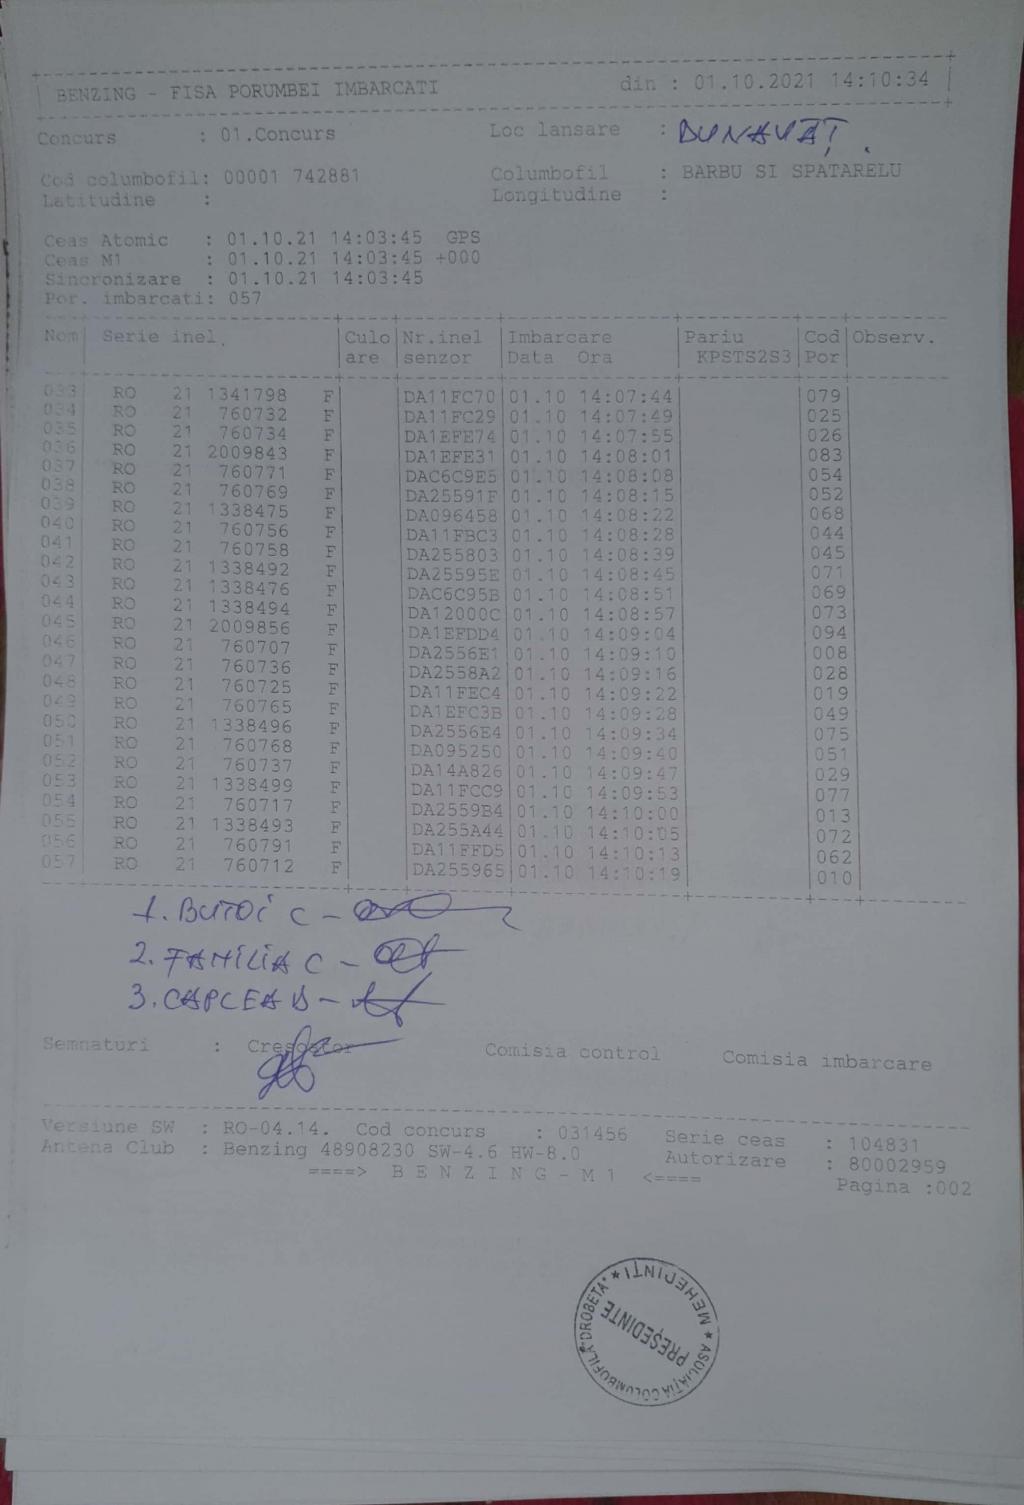 BENZING - FISA PORUMBEI IMBARCATI din : 01.10.2021 14:10:34
Concurs : 01.Concurs Loc lansare : DUNAVĂȚ
Cod columbofil: 00001 742881 Columbofil : BARBU SI SPATARELU
Latitudine : Longitudine :
Ceas Atomic : 01.10.21 14:03:45 GPS
Ceas M1 : 01.10.21 14:03:45 +000
Sincronizare : 01.10.21 14:03:45
Por. imbarcati: 057
Nom Serie inel. Culo Nr.inel Imbarcare Pariu Cod Observ.
are senzor Data Ora KPSTS2S3 Por
033 RO 21 1341798 F DA11FC70 01.10 14:07:44 079
034 RO 21 760732 F DA11FC29 01.10 14:07:49 025
035 RO 21 760734 F DA1EFE74 01.10 14:07:55 026
036 RO 21 2009843 F DA1EFE31 01.10 14:08:01 083
037 RO 21 760771 F DAC6C9E5 01.10 14:08:08 054
038 RO 21 760769 F DA25591F 01.10 14:08:15 052
039 RO 21 1338475 F DA096458 01.10 14:08:22 068
040 RO 21 760756 F DA11FBC3 01.10 14:08:28 044
041 RO 21 760758 F DA255803 01.10 14:08:39 045
042 RO 21 1338492 F DA25595E 01.10 14:08:45 071
043 RO 21 1338476 F DAC6C95B 01.10 14:08:51 069
044 RO 21 1338494 F DA12000C 01.10 14:08:57 073
045 RO 21 2009856 F DA1EFDD4 01.10 14:09:04 094
046 RO 21 760707 F DA2556E1 01.10 14:09:10 008
047 RO 21 760736 F DA2558A2 01.10 14:09:16 028
048 RO 21 760725 F DA11FEC4 01.10 14:09:22 019
049 RO 21 760765 F DA1EFC3B 01.10 14:09:28 049
050 RO 21 1338496 F DA2556E4 01.10 14:09:34 075
051 RO 21 760768 F DA095250 01.10 14:09:40 051
052 RO 21 760737 F DA14A826 01.10 14:09:47 029
053 RO 21 1338499 F DA11FCC9 01.10 14:09:53 077
054 RO 21 760717 F DA2559B4 01.10 14:10:00 013
055 RO 21 1338493 F DA255A44 01.10 14:10:05 072
056 RO 21 760791 F DA11FFD5 01.10 14:10:13 062
057 RO 21 760712 F DA255965 01.10 14:10:19 010
1. BUTOI C -
2. FAMILIA C -
3. CAPCEA D -
Semnaturi : Crescator Comisia control Comisia imbarcare
Versiune SW : RO-04.14. Cod concurs : 031456 Serie ceas : 104831
Antena Club : Benzing 48908230 SW-4.6 HW-8.0 Autorizare : 80002959
====> B E N Z I N G - M 1 <==== Pagina :002
* ASOCIAȚIA COLUMBOFILĂ "DROBETA" * MEHEDINȚI
PREȘEDINTE